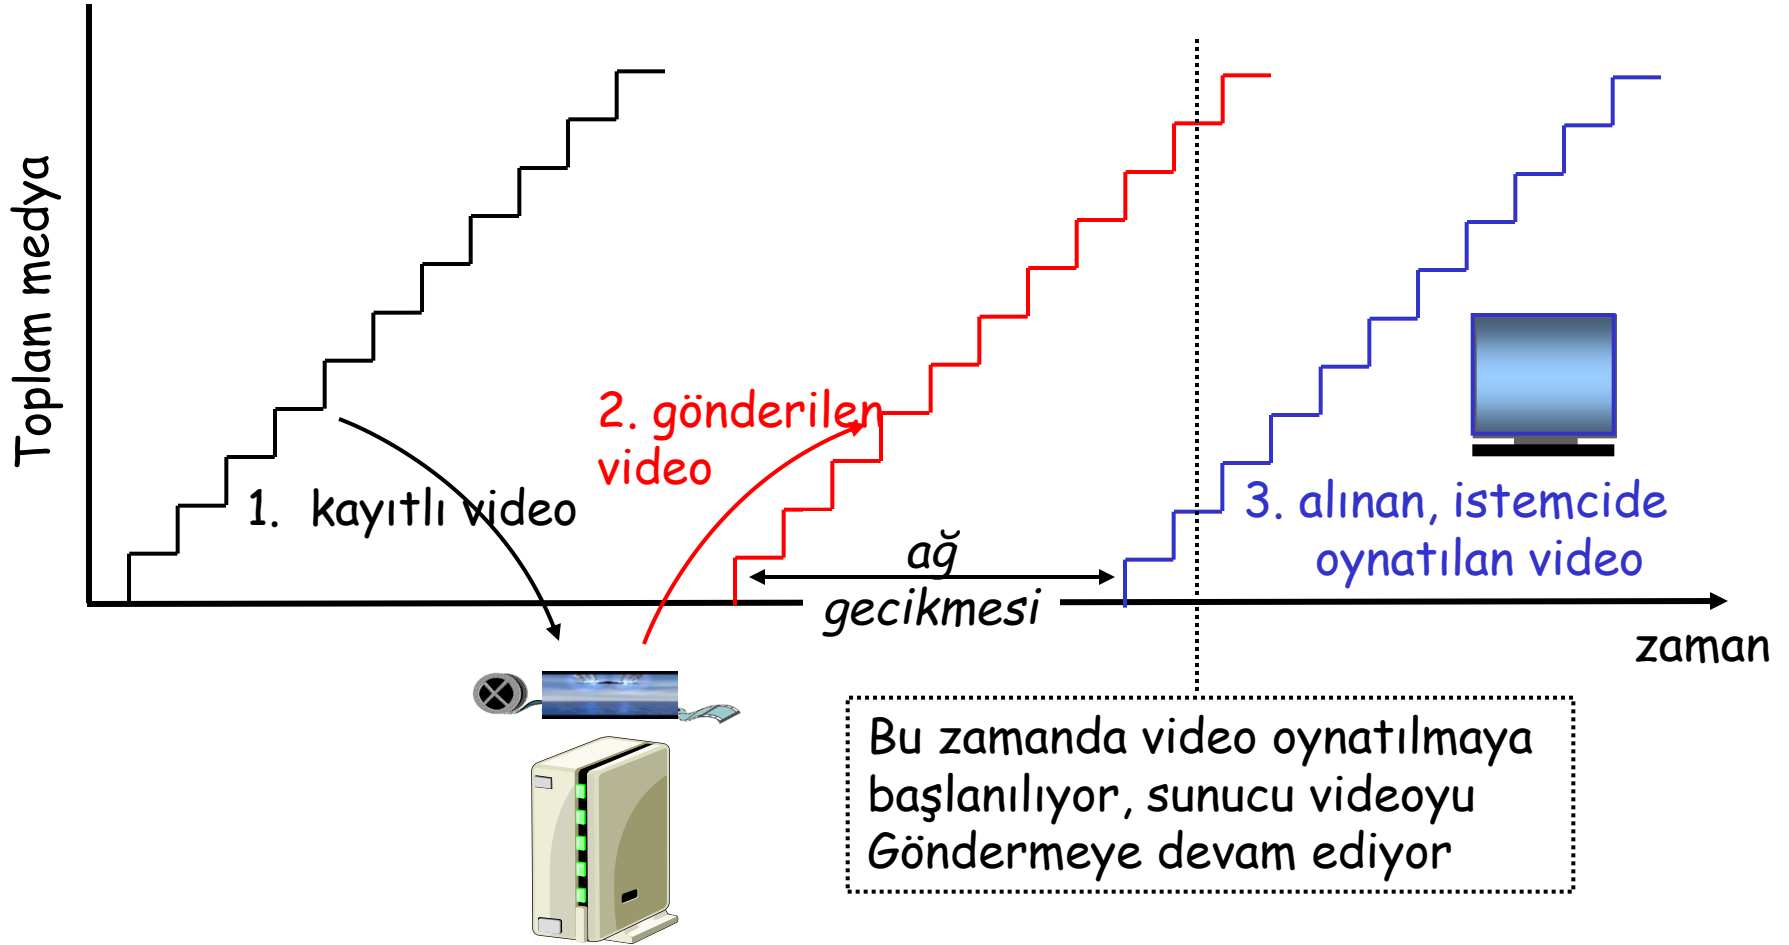 Toplam medya
1. kayıtlı video
2. gönderilen
video
ağ
gecikmesi
3. alınan, istemcide
oynatılan video
zaman
Bu zamanda video oynatılmaya
başlanılıyor, sunucu videoyu
Göndermeye devam ediyor